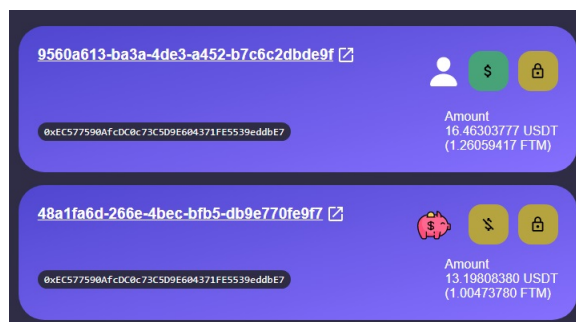 9560a613-ba3a-4de3-a452-b7c6c2dbde9f
$
0xEC577590AfcDC0c73C5D9E604371FE5539eddbE7
Amount
16.46303777 USDT
(1.26059417 FTM)
48a1fa6d-266e-4bec-bfb5-db9e770fe9f7
$
0xEC577590AfcDC0c73C5D9E604371FE5539eddbE7
Amount
13.19808380 USDT
(1.00473780 FTM)